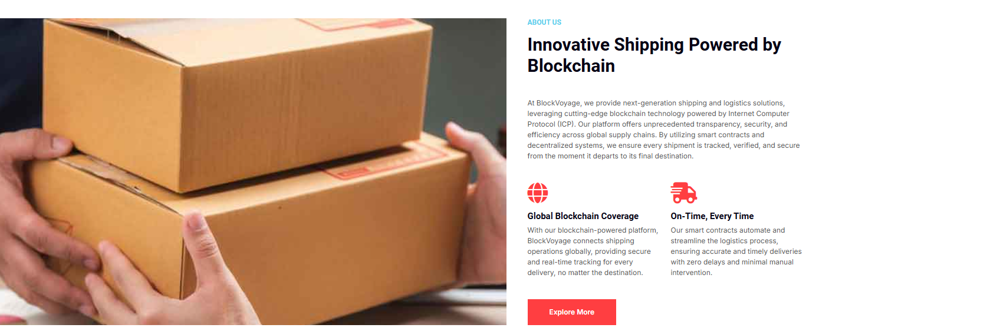 ABOUT US
Innovative Shipping Powered by
Blockchain
At BlockVoyage, we provide next-generation shipping and logistics solutions,
leveraging cutting-edge blockchain technology powered by Internet Computer
Protocol (ICP). Our platform offers unprecedented transparency, security, and
efficiency across global supply chains. By utilizing smart contracts and
decentralized systems, we ensure every shipment is tracked, verified, and secure
from the moment it departs to its final destination.
Global Blockchain Coverage
With our blockchain-powered platform,
BlockVoyage connects shipping
operations globally, providing secure
and real-time tracking for every
delivery, no matter the destination.
On-Time, Every Time
Our smart contracts automate and
streamline the logistics process,
ensuring accurate and timely deliveries
with zero delays and minimal manual
intervention.
Explore More